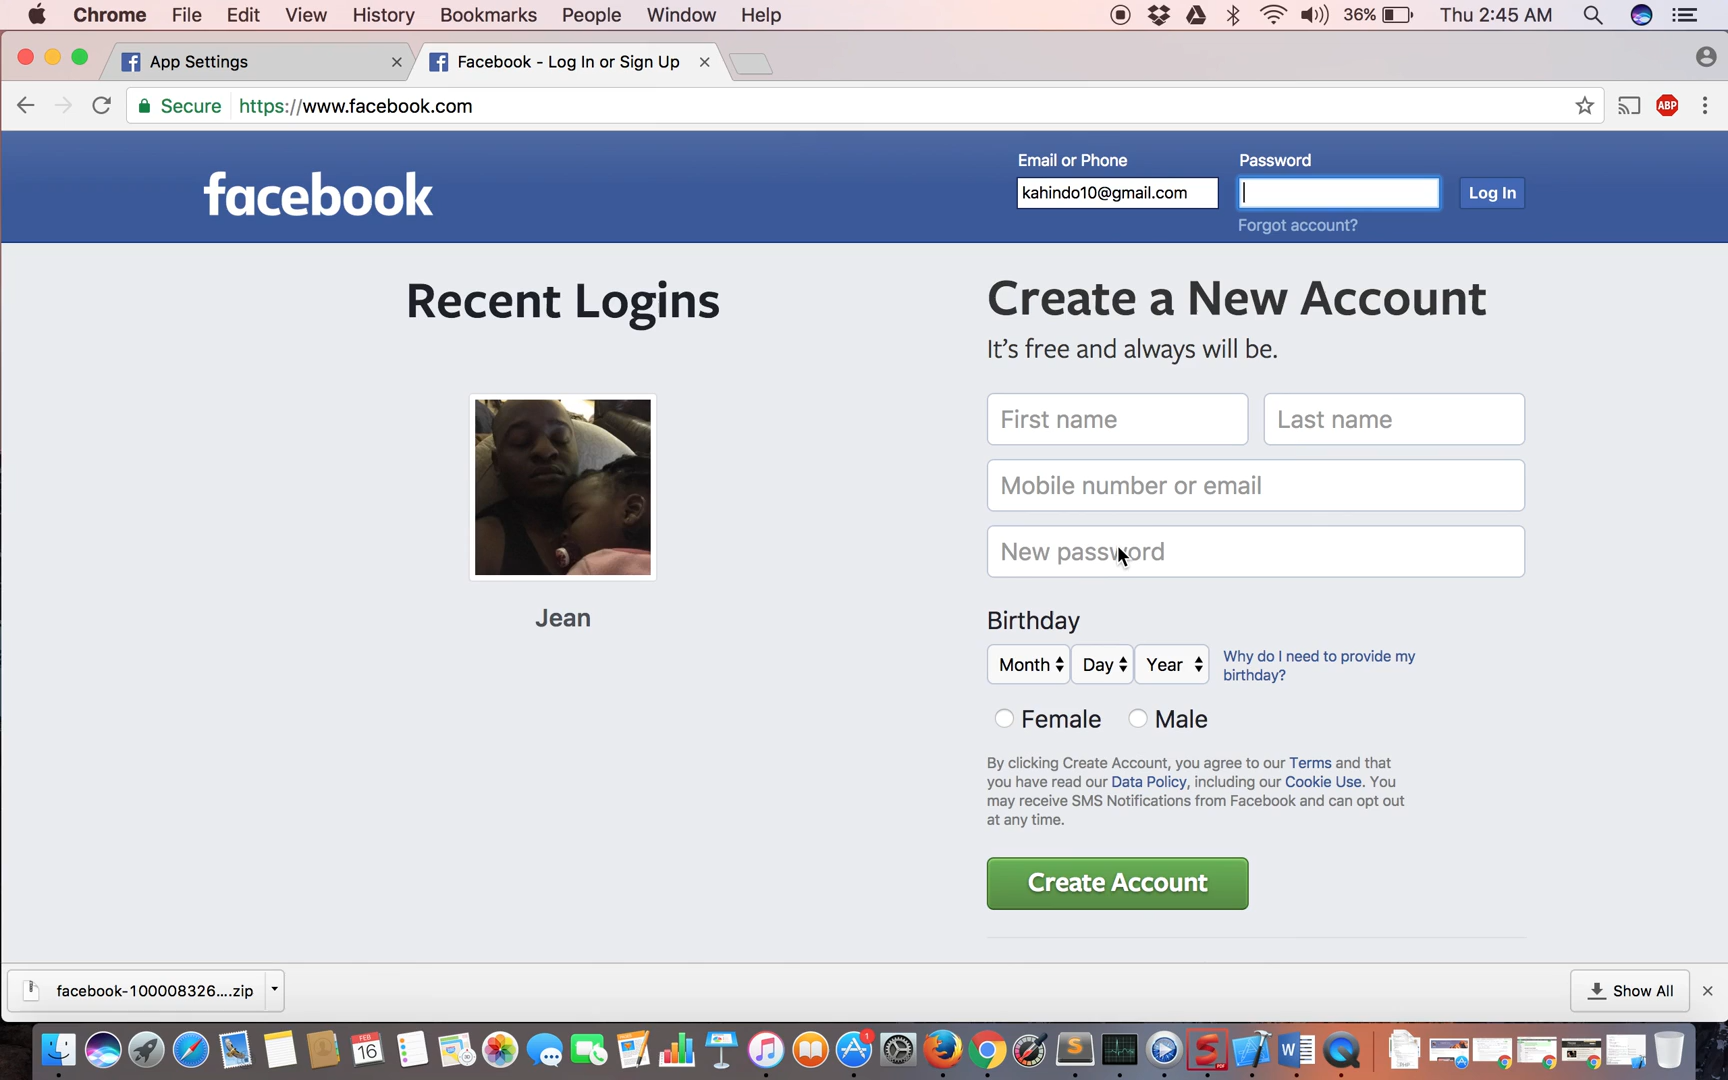 Chrome File Edit View History Bookmarks People Window Help 36% Thu 2:45 AM
App Settings Facebook - Log In or Sign Up
Secure https://www.facebook.com ABP
facebook
Email or Phone Password
kahindo10@gmail.com Log In
Forgot account?
Recent Logins
Jean
Create a New Account
It's free and always will be.
First name Last name
Mobile number or email
New password
Birthday
Month Day Year
Why do I need to provide my
birthday?
Female Male
By clicking Create Account, you agree to our Terms and that
you have read our Data Policy, including our Cookie Use. You
may receive SMS Notifications from Facebook and can opt out
at any time.
Create Account
facebook-100008326....zip Show All
FEB
16
1